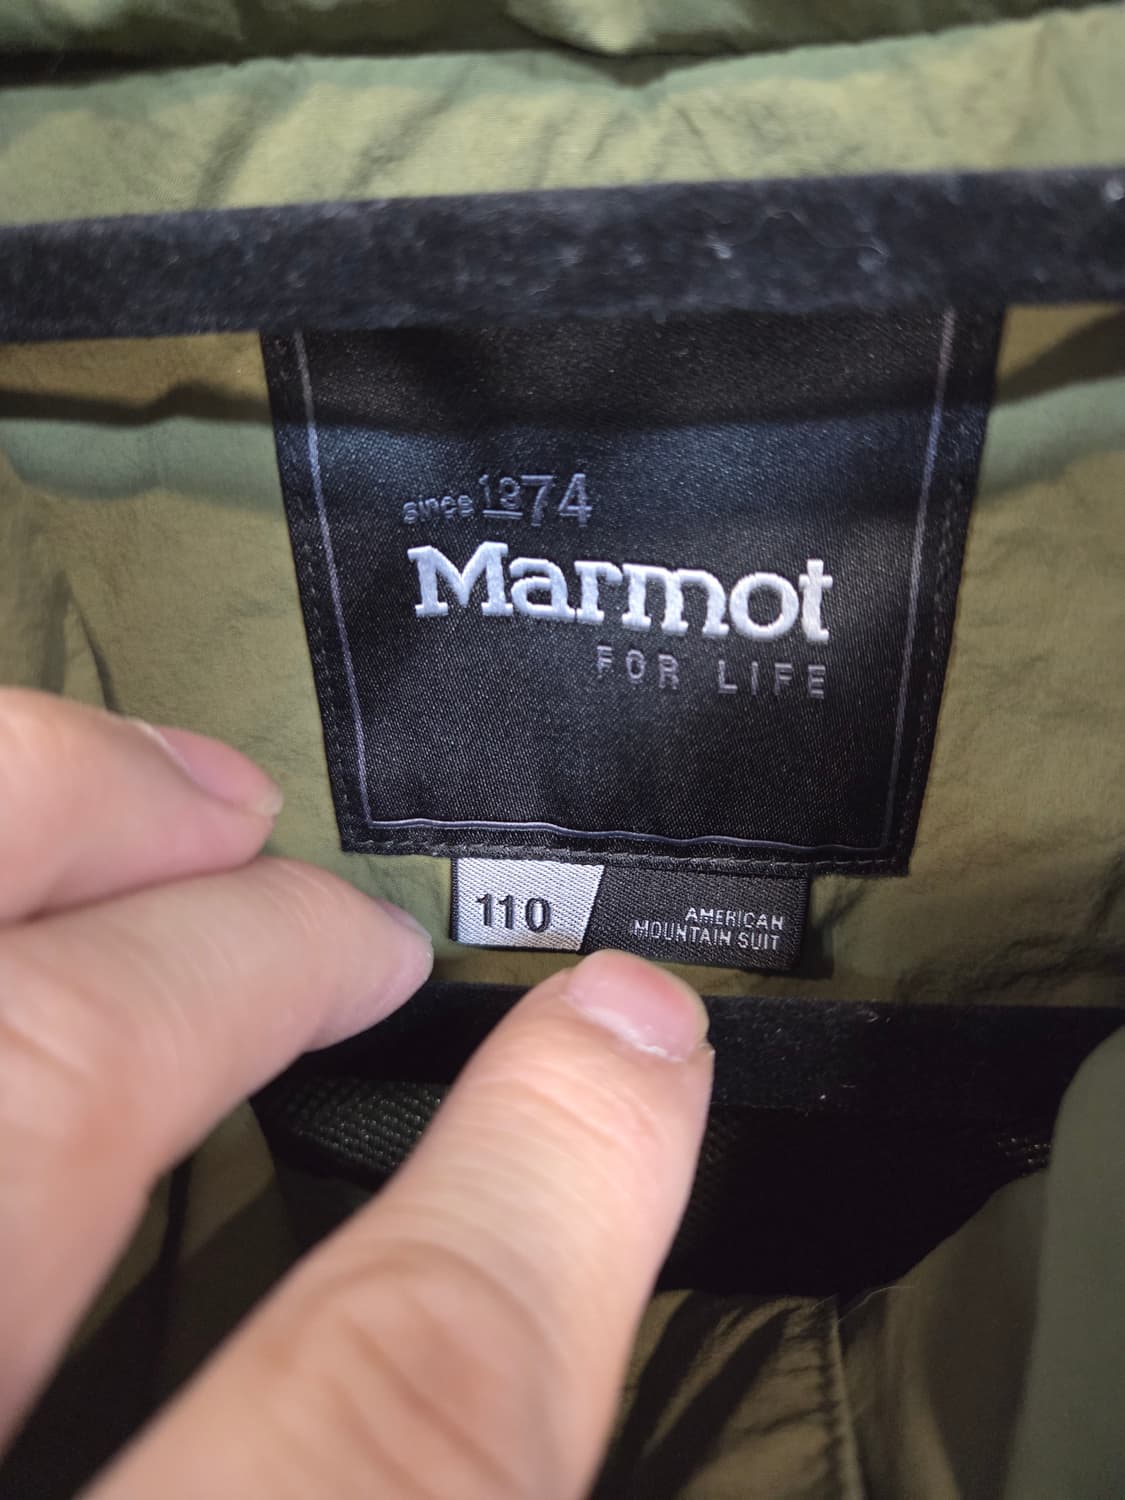 since 1974
Marmot
FOR LIFE
110
AMERICAN
MOUNTAIN SUIT